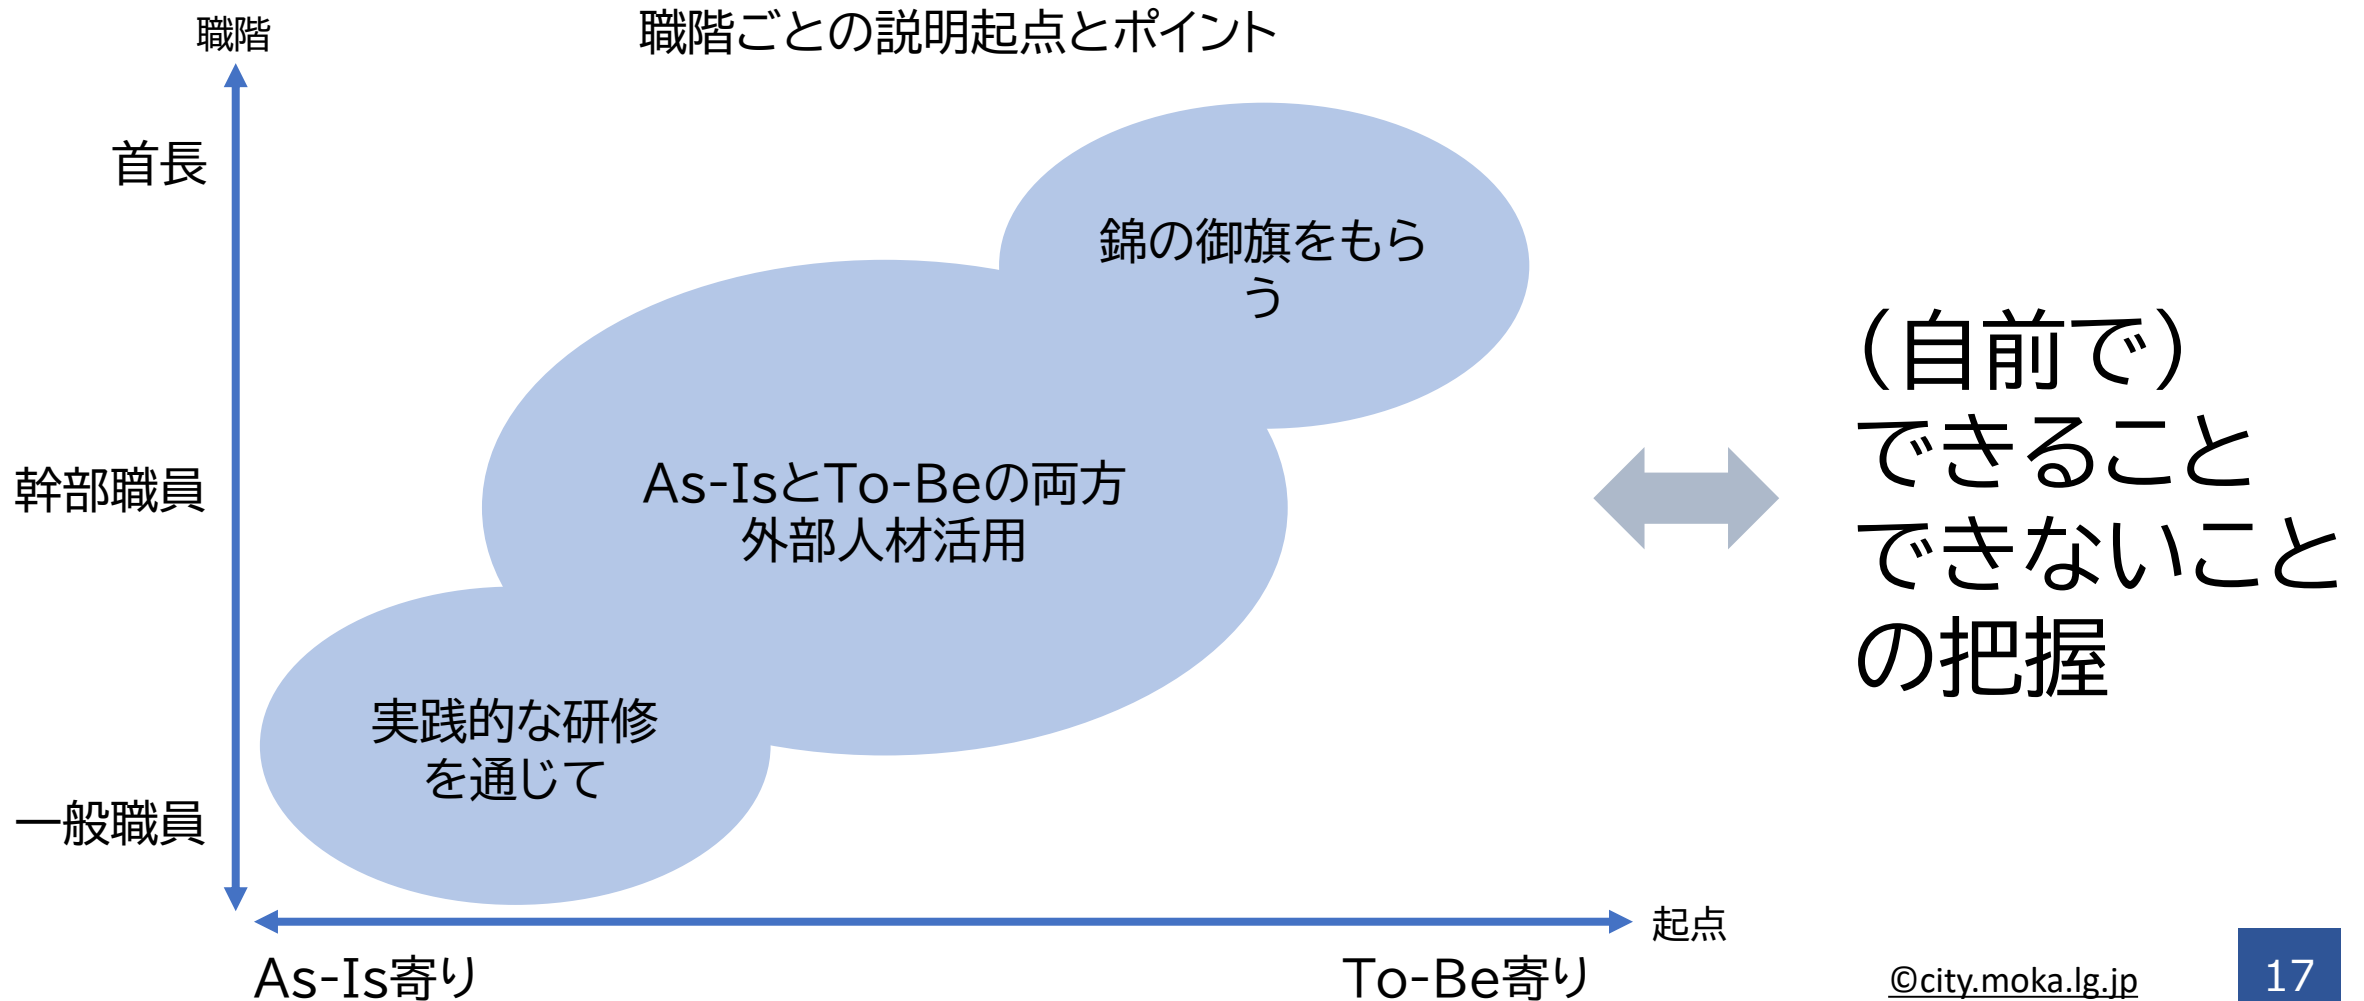 職階ごとの説明起点とポイント
職階
首長
幹部職員
一般職員
錦の御旗をもら
う
As-IsとTo-Beの両方
外部人材活用
実践的な研修
を通じて
起点
As-Is寄り
To-Be寄り
（自前で）
できること
できないこと
の把握
©city.moka.lg.jp
17